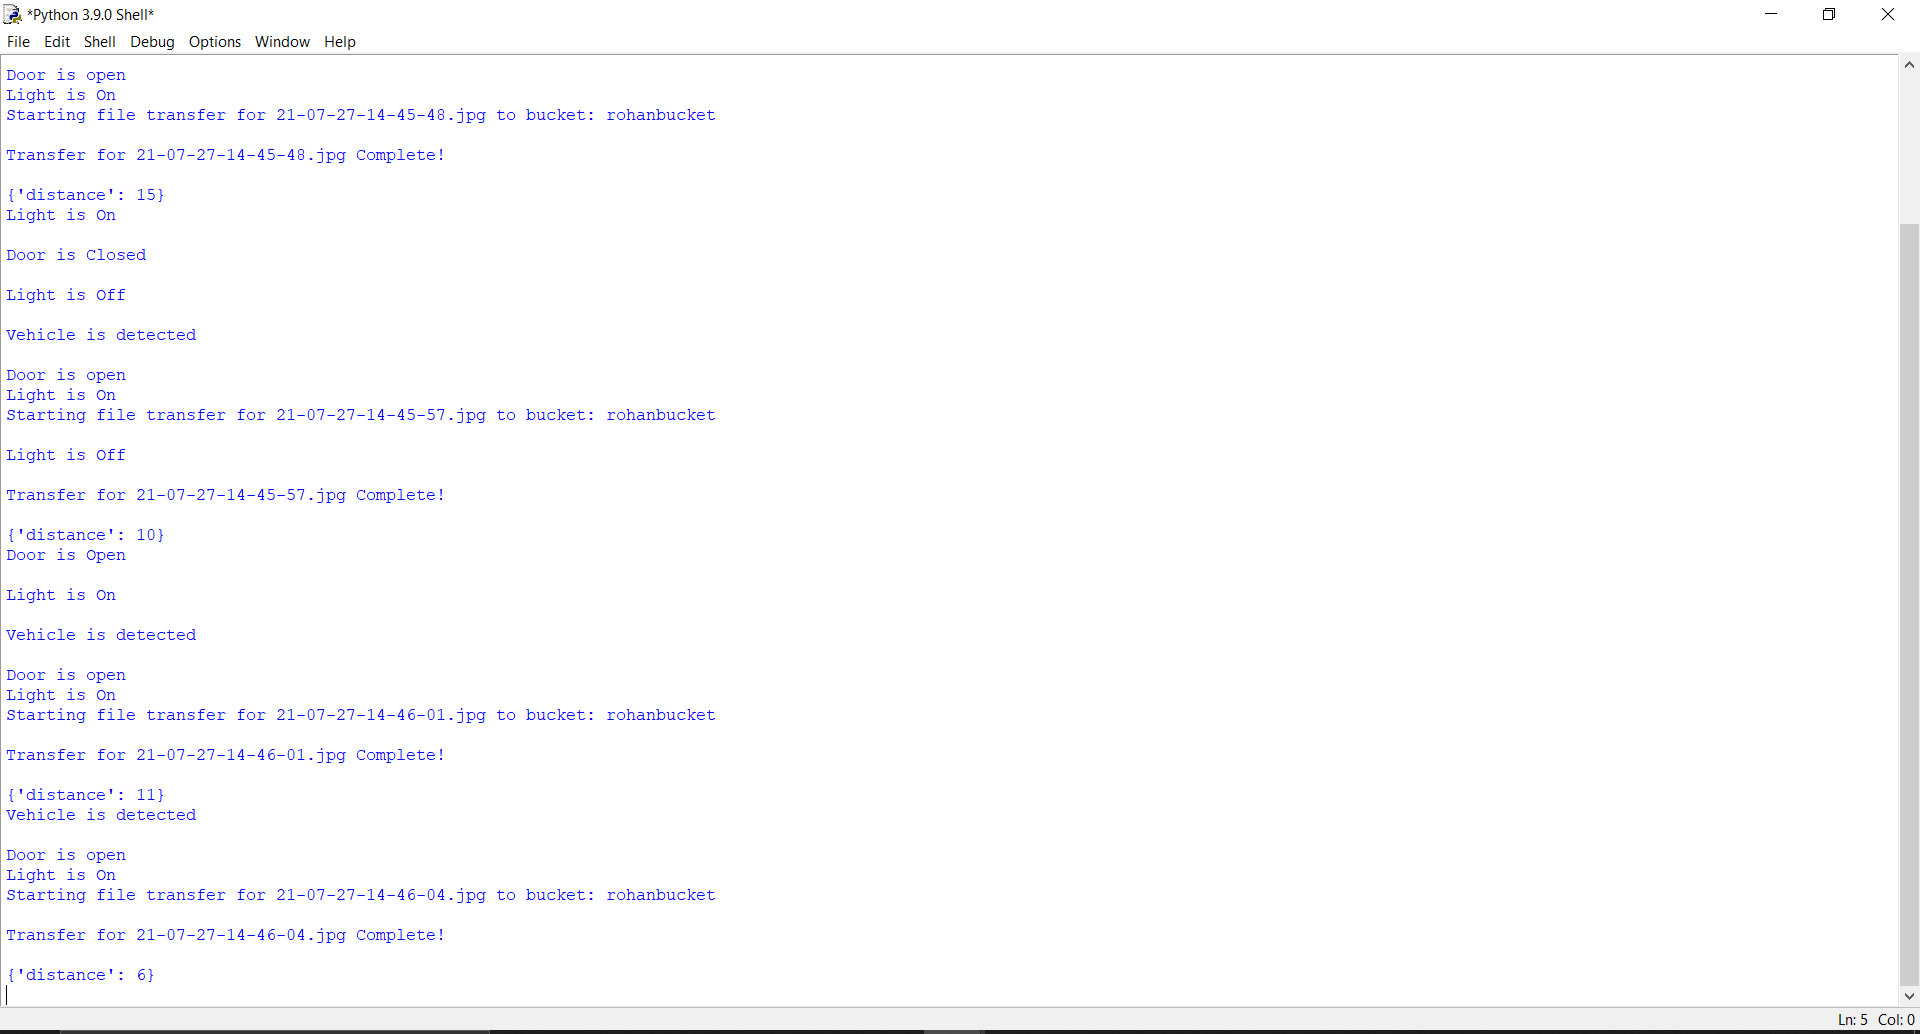 *Python 3.9.0 Shell*
File Edit Shell Debug Options Window Help
Door is open
Light is On
Starting file transfer for 21-07-27-14-45-48.jpg to bucket: rohanbucket
Transfer for 21-07-27-14-45-48.jpg Complete!
{'distance': 15}
Light is On
Door is Closed
Light is Off
Vehicle is detected
Door is open
Light is On
Starting file transfer for 21-07-27-14-45-57.jpg to bucket: rohanbucket
Light is Off
Transfer for 21-07-27-14-45-57.jpg Complete!
{'distance': 10}
Door is Open
Light is On
Vehicle is detected
Door is open
Light is On
Starting file transfer for 21-07-27-14-46-01.jpg to bucket: rohanbucket
Transfer for 21-07-27-14-46-01.jpg Complete!
{'distance': 11}
Vehicle is detected
Door is open
Light is On
Starting file transfer for 21-07-27-14-46-04.jpg to bucket: rohanbucket
Transfer for 21-07-27-14-46-04.jpg Complete!
{'distance': 6}
Ln: 5 Col: 0